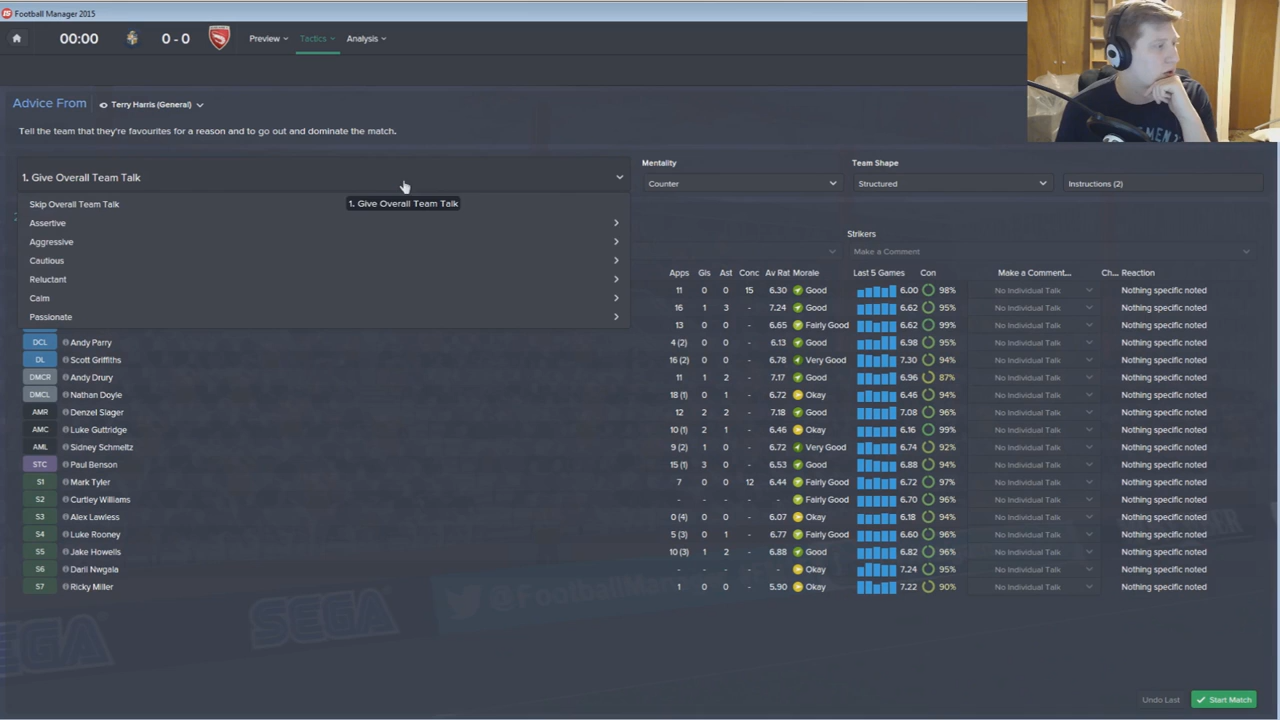 Football Manager 2015
00:00 0 - 0 Preview Tactics Analysis
Advice From Terry Harris (General)
Tell the team that they're favourites for a reason and to go out and dominate the match.
1. Give Overall Team Talk
Mentality Team Shape
Counter Structured Instructions (2)
Skip Overall Team Talk
1. Give Overall Team Talk
Assertive
Aggressive
Cautious
Reluctant
Calm
Passionate
Strikers
Make a Comment
Apps Gls Ast Conc Av Rat Morale Last 5 Games Con Make a Comment... Ch... Reaction
11 0 0 15 6.30 Good 6.00 98% No Individual Talk Nothing specific noted
16 1 3 - 7.24 Good 6.62 95% No Individual Talk Nothing specific noted
13 0 0 - 6.65 Fairly Good 6.62 99% No Individual Talk Nothing specific noted
DCL Andy Parry 4 (2) 0 0 - 6.13 Good 6.98 95% No Individual Talk Nothing specific noted
DL Scott Griffiths 16 (2) 0 0 - 6.78 Very Good 7.30 94% No Individual Talk Nothing specific noted
DMCR Andy Drury 11 1 2 - 7.17 Good 6.96 87% No Individual Talk Nothing specific noted
DMCL Nathan Doyle 18 (1) 0 1 - 6.72 Okay 6.46 94% No Individual Talk Nothing specific noted
AMR Denzel Slager 12 2 2 - 7.18 Good 7.08 96% No Individual Talk Nothing specific noted
AMC Luke Guttridge 10 (1) 2 1 - 6.46 Okay 6.16 99% No Individual Talk Nothing specific noted
AML Sidney Schmeltz 9 (2) 1 0 - 6.72 Very Good 6.74 92% No Individual Talk Nothing specific noted
STC Paul Benson 15 (1) 3 0 - 6.53 Good 6.88 94% No Individual Talk Nothing specific noted
S1 Mark Tyler 7 0 0 12 6.44 Fairly Good 6.72 97% No Individual Talk Nothing specific noted
S2 Curtley Williams - - - - - Fairly Good 6.70 96% No Individual Talk Nothing specific noted
S3 Alex Lawless 0 (4) 0 0 - 6.07 Okay 6.18 94% No Individual Talk Nothing specific noted
S4 Luke Rooney 5 (3) 0 1 - 6.77 Fairly Good 6.60 96% No Individual Talk Nothing specific noted
S5 Jake Howells 10 (3) 1 2 - 6.88 Good 6.82 96% No Individual Talk Nothing specific noted
S6 Daril Nwgala - - - - - Okay 7.24 95% No Individual Talk Nothing specific noted
S7 Ricky Miller 1 0 0 - 5.90 Okay 7.22 90% No Individual Talk Nothing specific noted
SEGA SEGA @FootballManager
Undo Last Start Match